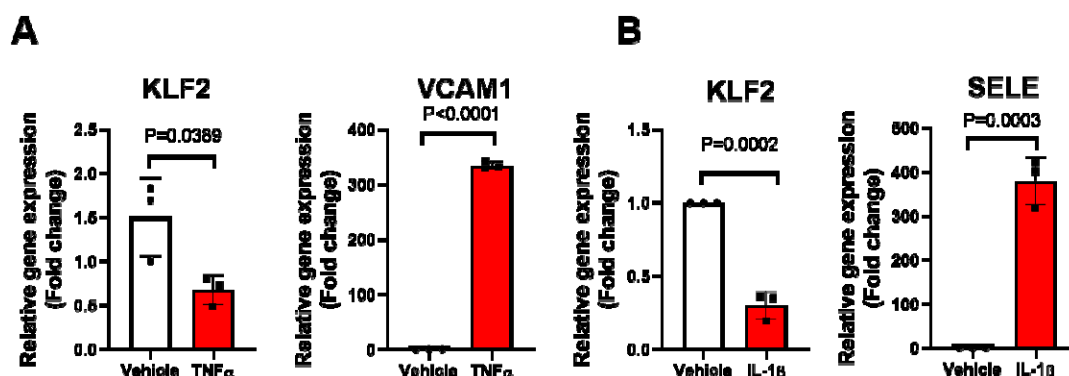 A
B
KLF2
VCAM1
KLF2
SELE
P=0.0389
P<0.0001
P=0.0002
P=0.0003
Relative gene expression
(Fold change)
2.5
2.0
1.5
1.0
0.5
0.0
Vehicle TNFα
Relative gene expression
(Fold change)
400
300
200
100
0
Vehicle TNFα
Relative gene expression
(Fold change)
1.5
1.0
0.5
0.0
Vehicle IL-1β
Relative gene expression
(Fold change)
500
400
300
200
100
0
Vehicle IL-1β